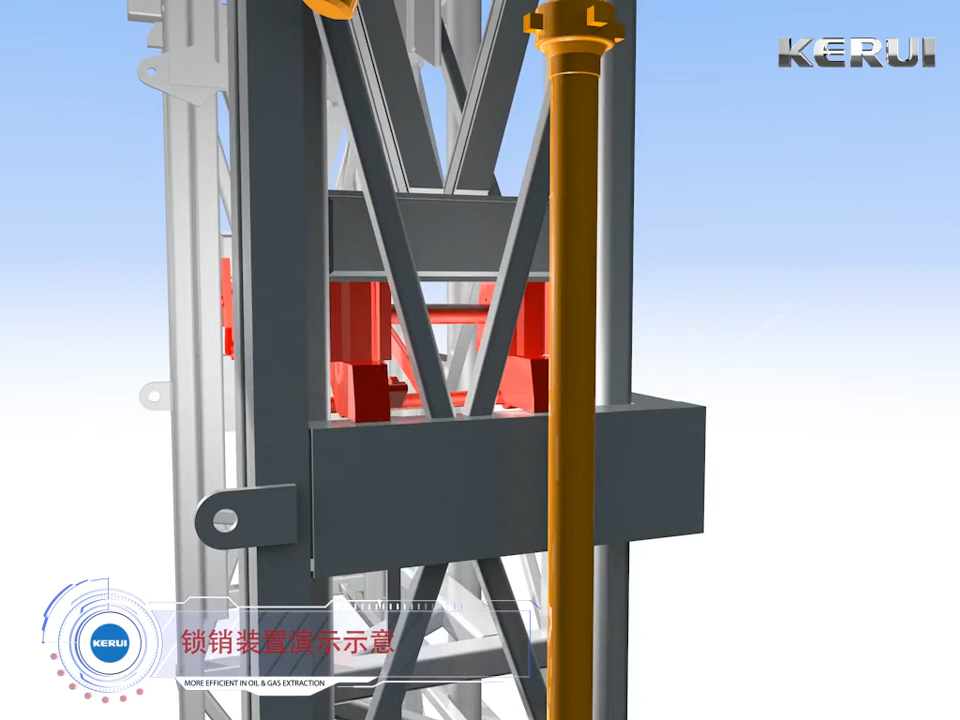 KERUI
KERUI
锁销装置演示示意
MORE EFFICIENT IN OIL & GAS EXTRACTION